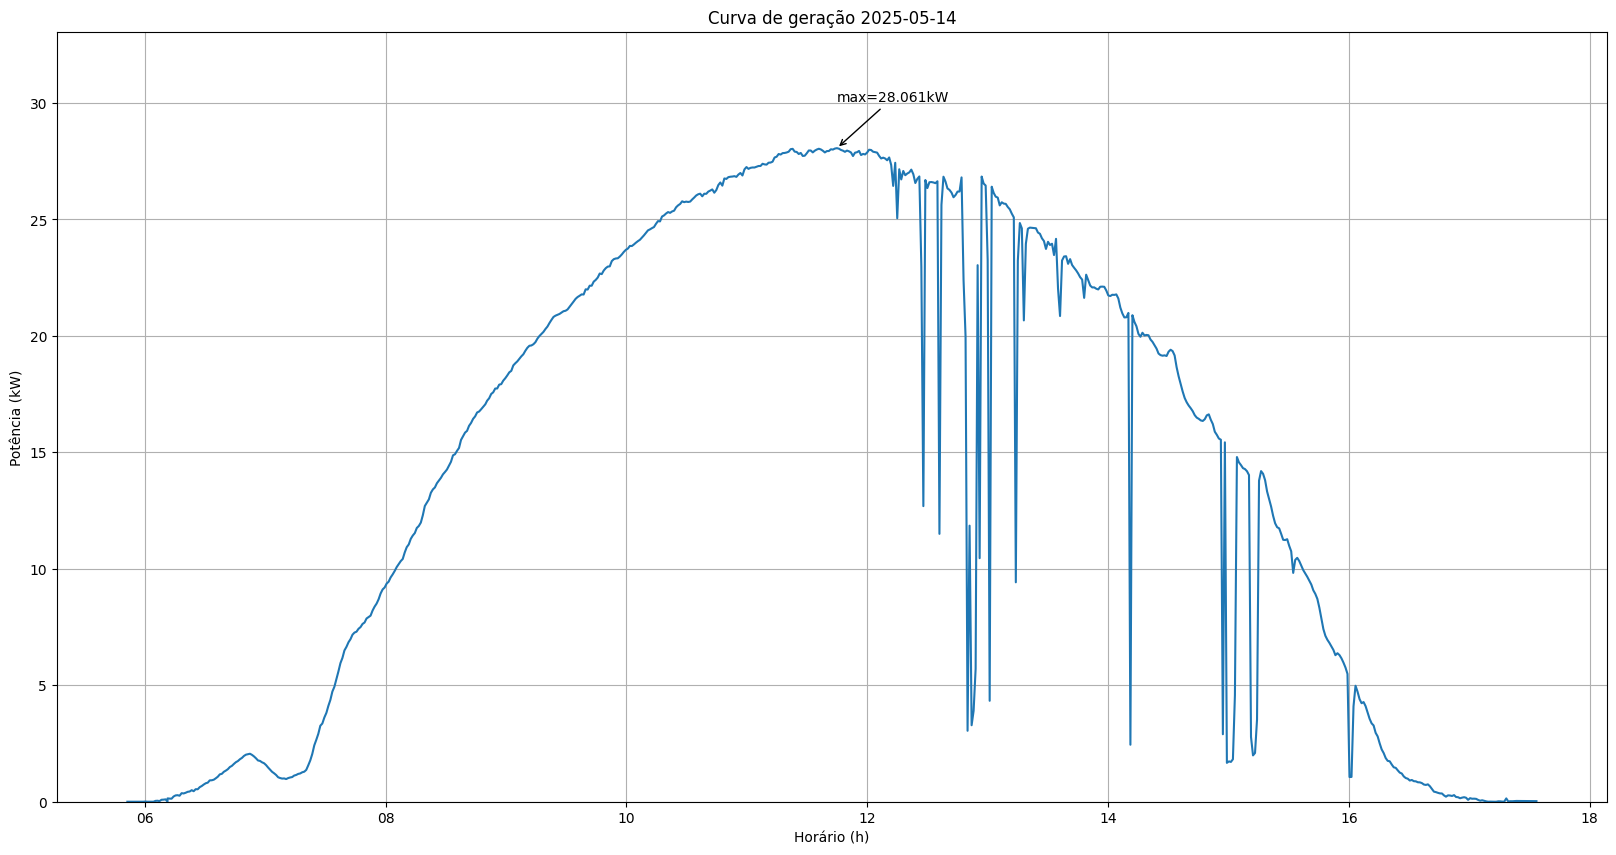 Curva de geração 2025-05-14
max=28.061kW
30
25
20
15
10
5
0
Potência (kW)
06 08 10 12 14 16 18
Horário (h)